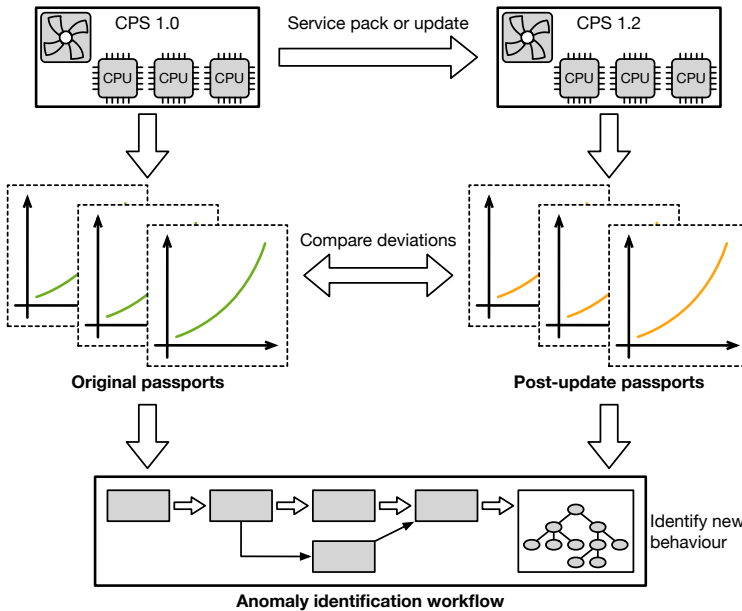 CPS 1.0
Service pack or update
CPS 1.2
CPU CPU CPU
CPU CPU CPU
Compare deviations
Original passports
Post-update passports
Identify new
behaviour
Anomaly identification workflow